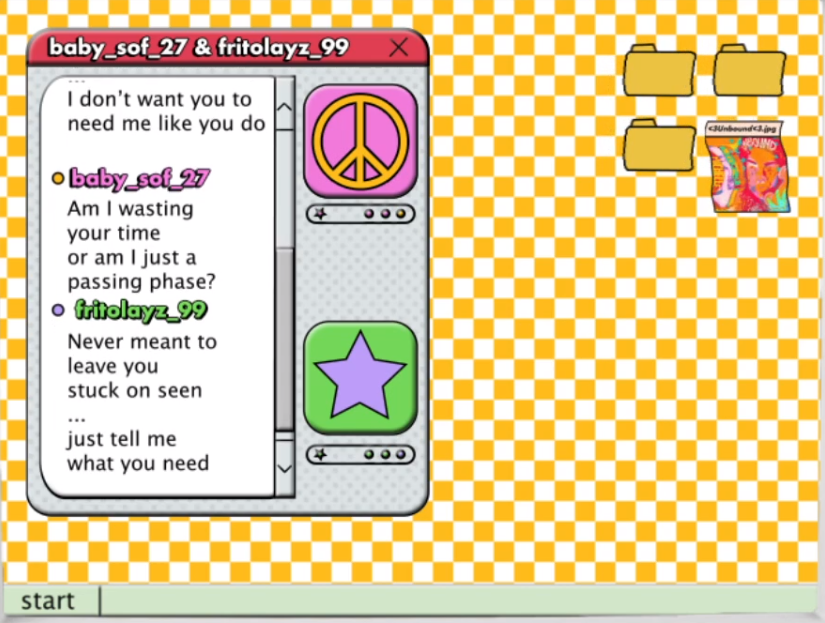 baby_sof_27 & fritolayz_99
...
I don't want you to
need me like you do
baby_sof_27
Am I wasting
your time
or am I just a
passing phase?
fritolayz_99
Never meant to
leave you
stuck on seen
...
just tell me
what you need
<3Unbound<3.jpg
start